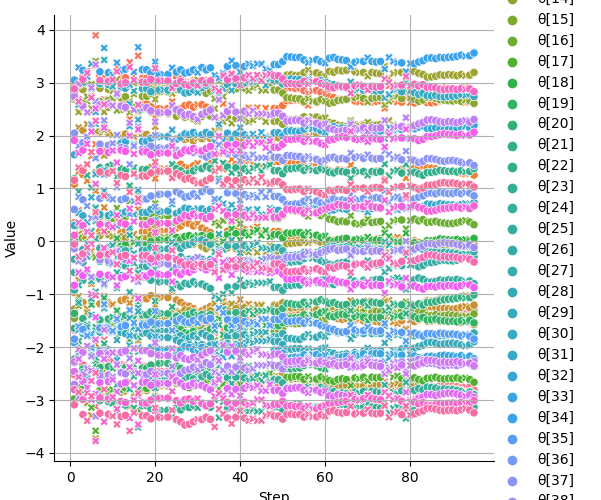 θ[14]
θ[15]
θ[16]
θ[17]
θ[18]
θ[19]
θ[20]
θ[21]
θ[22]
θ[23]
θ[24]
θ[25]
θ[26]
θ[27]
θ[28]
θ[29]
θ[30]
θ[31]
θ[32]
θ[33]
θ[34]
θ[35]
θ[36]
θ[37]
θ[38]
Value
4
3
2
1
0
−1
−2
−3
−4
0
20
40
60
80
Step